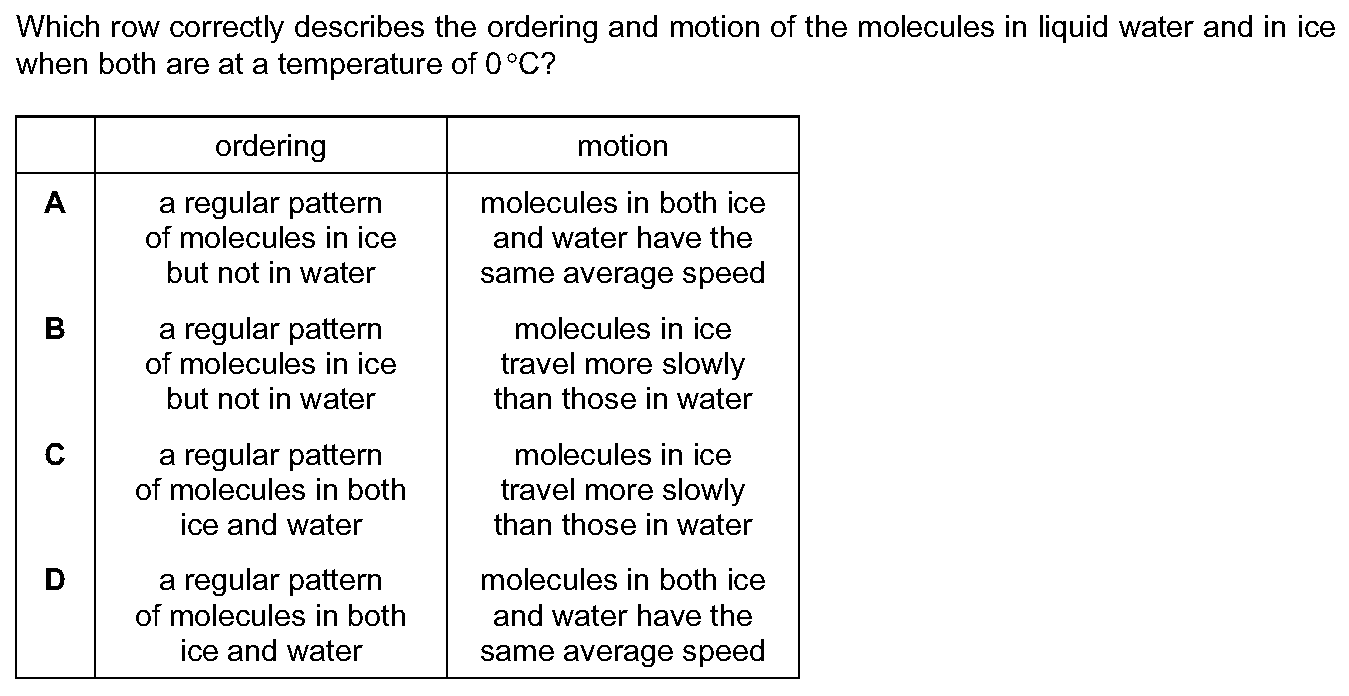 Which row correctly describes the ordering and motion of the molecules in liquid water and in ice
when both are at a temperature of 0 °C?
ordering motion
A a regular pattern molecules in both ice
of molecules in ice and water have the
but not in water same average speed
B a regular pattern molecules in ice
of molecules in ice travel more slowly
but not in water than those in water
C a regular pattern molecules in ice
of molecules in both travel more slowly
ice and water than those in water
D a regular pattern molecules in both ice
of molecules in both and water have the
ice and water same average speed